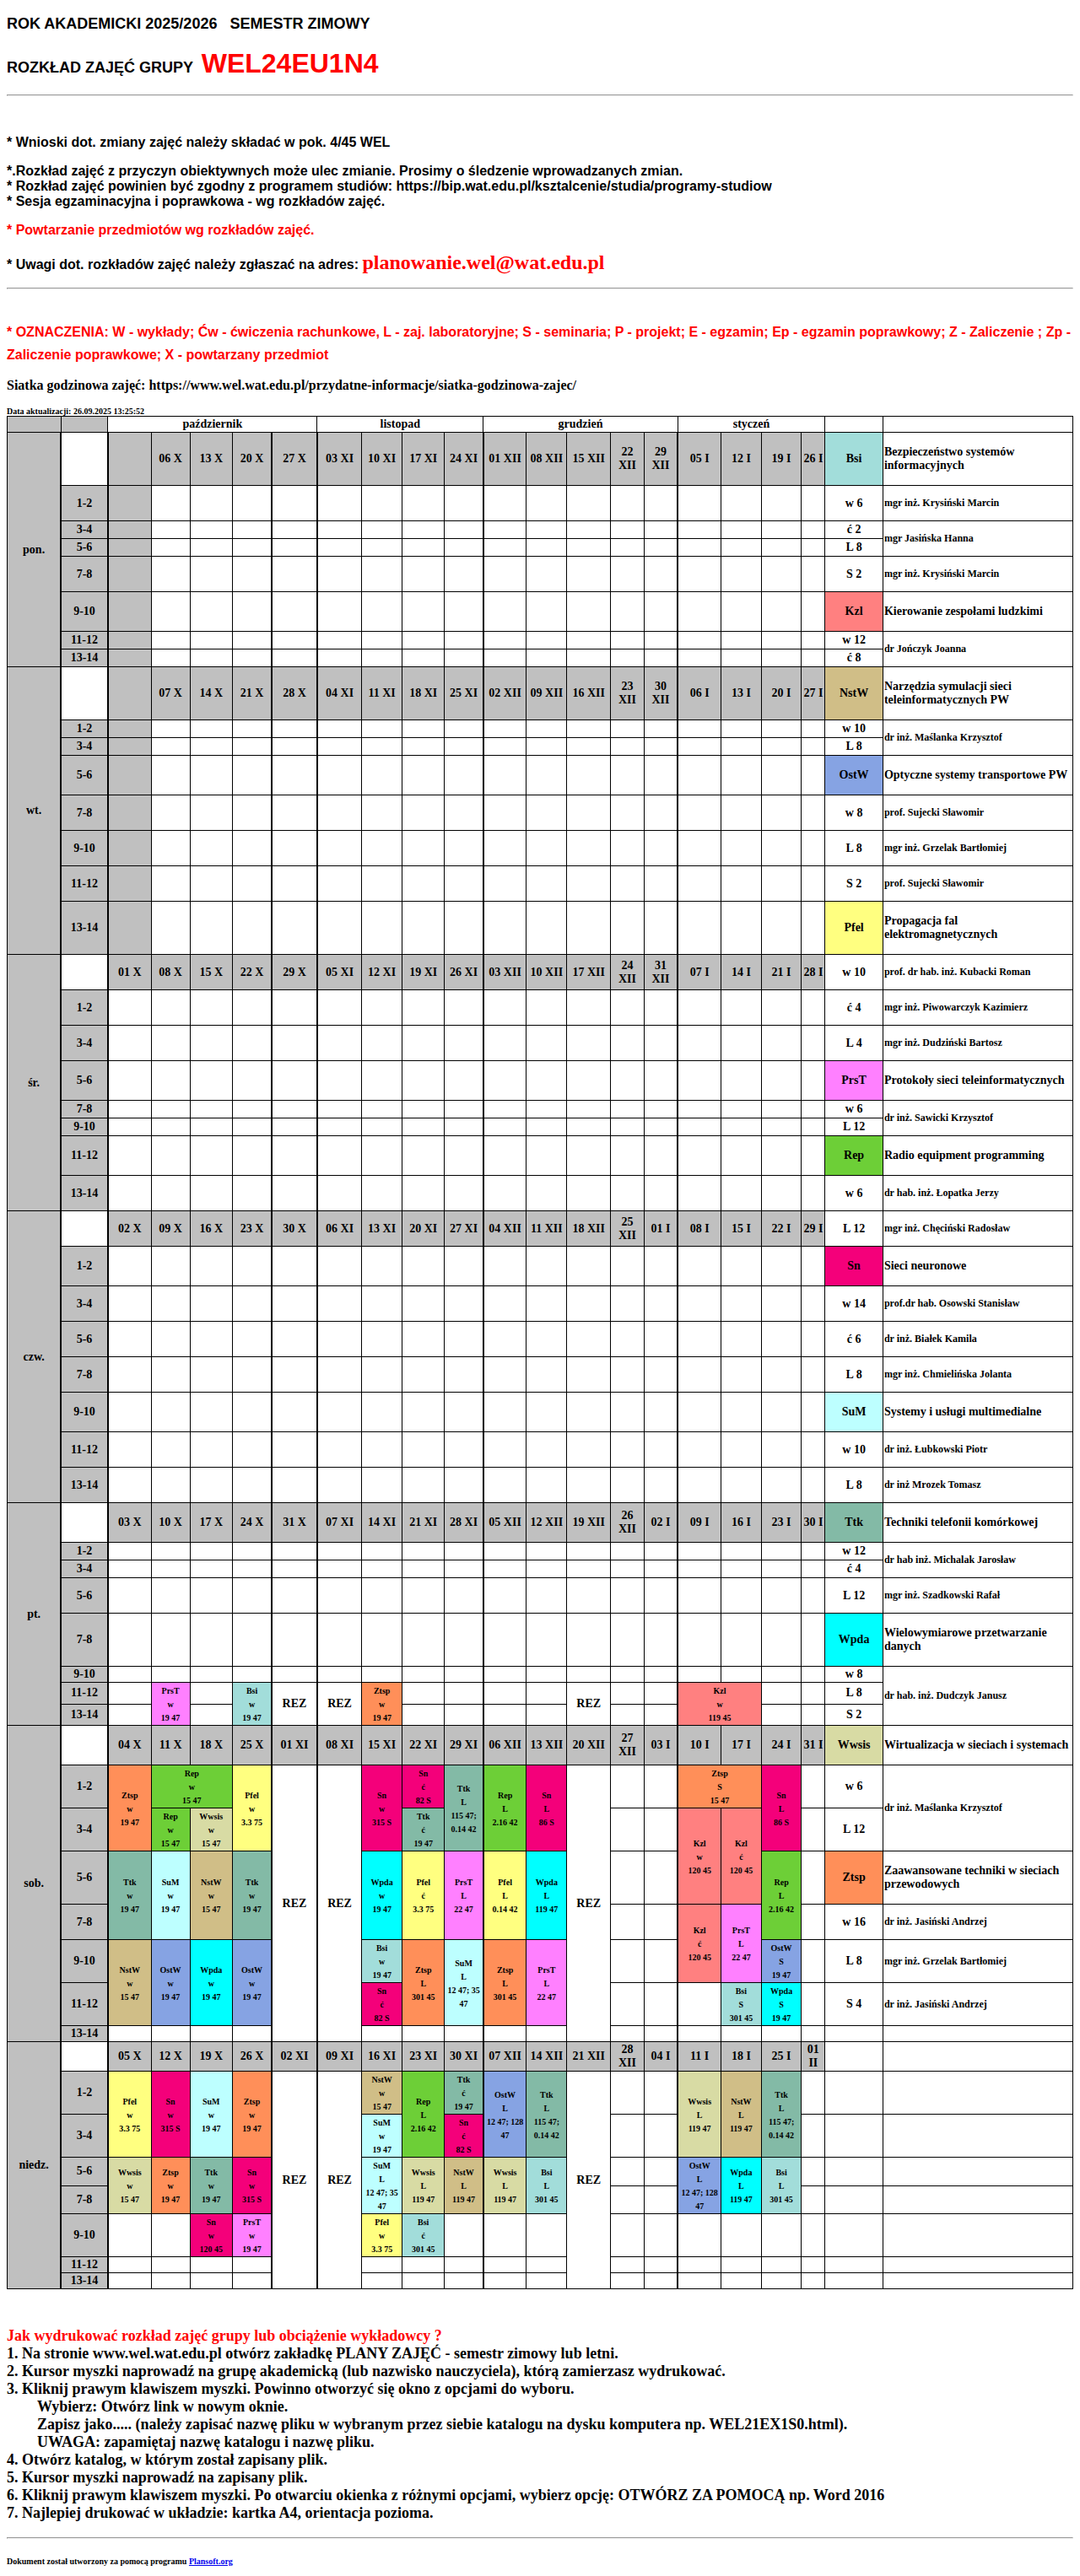 ROK AKADEMICKI 2025/2026 SEMESTR ZIMOWY
ROZKŁAD ZAJĘĆ GRUPY WEL24EU1N4
* Wnioski dot. zmiany zajęć należy składać w pok. 4/45 WEL
*.Rozkład zajęć z przyczyn obiektywnych może ulec zmianie. Prosimy o śledzenie wprowadzanych zmian.
* Rozkład zajęć powinien być zgodny z programem studiów: https://bip.wat.edu.pl/ksztalcenie/studia/programy-studiow
* Sesja egzaminacyjna i poprawkowa - wg rozkładów zajęć.
* Powtarzanie przedmiotów wg rozkładów zajęć.
* Uwagi dot. rozkładów zajęć należy zgłaszać na adres: planowanie.wel@wat.edu.pl
* OZNACZENIA: W - wykłady; Ćw - ćwiczenia rachunkowe, L - zaj. laboratoryjne; S - seminaria; P - projekt; E - egzamin; Ep - egzamin poprawkowy; Z - Zaliczenie ; Zp -
Zaliczenie poprawkowe; X - powtarzany przedmiot
Siatka godzinowa zajęć: https://www.wel.wat.edu.pl/przydatne-informacje/siatka-godzinowa-zajec/
Data aktualizacji: 26.09.2025 13:25:52
październik listopad grudzień styczeń
pon. 06 X 13 X 20 X 27 X 03 XI 10 XI 17 XI 24 XI 01 XII 08 XII 15 XII 22 XII 29 XII 05 I 12 I 19 I 26 I Bsi Bezpieczeństwo systemów informacyjnych
1-2 w 6 mgr inż. Krysiński Marcin
3-4 ć 2 mgr Jasińska Hanna
5-6 L 8
7-8 S 2 mgr inż. Krysiński Marcin
9-10 Kzl Kierowanie zespołami ludzkimi
11-12 w 12 dr Jończyk Joanna
13-14 ć 8
wt. 07 X 14 X 21 X 28 X 04 XI 11 XI 18 XI 25 XI 02 XII 09 XII 16 XII 23 XII 30 XII 06 I 13 I 20 I 27 I NstW Narzędzia symulacji sieci teleinformatycznych PW
1-2 w 10 dr inż. Maślanka Krzysztof
3-4 L 8
5-6 OstW Optyczne systemy transportowe PW
7-8 w 8 prof. Sujecki Sławomir
9-10 L 8 mgr inż. Grzelak Bartłomiej
11-12 S 2 prof. Sujecki Sławomir
13-14 Pfel Propagacja fal elektromagnetycznych
śr. 01 X 08 X 15 X 22 X 29 X 05 XI 12 XI 19 XI 26 XI 03 XII 10 XII 17 XII 24 XII 31 XII 07 I 14 I 21 I 28 I w 10 prof. dr hab. inż. Kubacki Roman
1-2 ć 4 mgr inż. Piwowarczyk Kazimierz
3-4 L 4 mgr inż. Dudziński Bartosz
5-6 PrsT Protokoły sieci teleinformatycznych
7-8 w 6 dr inż. Sawicki Krzysztof
9-10 L 12
11-12 Rep Radio equipment programming
13-14 w 6 dr hab. inż. Łopatka Jerzy
czw. 02 X 09 X 16 X 23 X 30 X 06 XI 13 XI 20 XI 27 XI 04 XII 11 XII 18 XII 25 XII 01 I 08 I 15 I 22 I 29 I L 12 mgr inż. Chęciński Radosław
1-2 Sn Sieci neuronowe
3-4 w 14 prof.dr hab. Osowski Stanisław
5-6 ć 6 dr inż. Białek Kamila
7-8 L 8 mgr inż. Chmielińska Jolanta
9-10 SuM Systemy i usługi multimedialne
11-12 w 10 dr inż. Łubkowski Piotr
13-14 L 8 dr inż Mrozek Tomasz
pt. 03 X 10 X 17 X 24 X 31 X 07 XI 14 XI 21 XI 28 XI 05 XII 12 XII 19 XII 26 XII 02 I 09 I 16 I 23 I 30 I Ttk Techniki telefonii komórkowej
1-2 w 12 dr hab inż. Michalak Jarosław
3-4 ć 4
5-6 L 12 mgr inż. Szadkowski Rafał
7-8 Wpda Wielowymiarowe przetwarzanie danych
9-10 w 8 dr hab. inż. Dudczyk Janusz
11-12 PrsT w 19 47 Bsi w 19 47 REZ REZ Ztsp w 19 47 REZ Kzl w 119 45 L 8
13-14 S 2
sob. 04 X 11 X 18 X 25 X 01 XI 08 XI 15 XI 22 XI 29 XI 06 XII 13 XII 20 XII 27 XII 03 I 10 I 17 I 24 I 31 I Wwsis Wirtualizacja w sieciach i systemach
1-2 Ztsp w 19 47 Rep w 15 47 Pfel w 3.3 75 REZ REZ Sn w 315 S Sn ć 82 S Ttk L 115 47; 0.14 42 Rep L 2.16 42 Sn L 86 S REZ Ztsp S 15 47 Sn L 86 S w 6 dr inż. Maślanka Krzysztof
3-4 Rep w 15 47 Wwsis w 15 47 Ttk ć 19 47 Kzl w 120 45 Kzl ć 120 45 L 12
5-6 Ttk w 19 47 SuM w 19 47 NstW w 15 47 Ttk w 19 47 Wpda w 19 47 Pfel ć 3.3 75 PrsT L 22 47 Pfel L 0.14 42 Wpda L 119 47 Rep L 2.16 42 Ztsp Zaawansowane techniki w sieciach przewodowych
7-8 Kzl ć 120 45 PrsT L 22 47 w 16 dr inż. Jasiński Andrzej
9-10 NstW w 15 47 OstW w 19 47 Wpda w 19 47 OstW w 19 47 Bsi w 19 47 Ztsp L 301 45 SuM L 12 47; 35 47 Ztsp L 301 45 PrsT L 22 47 OstW S 19 47 L 8 mgr inż. Grzelak Bartłomiej
11-12 Sn ć 82 S Bsi S 301 45 Wpda S 19 47 S 4 dr inż. Jasiński Andrzej
13-14
niedz. 05 X 12 X 19 X 26 X 02 XI 09 XI 16 XI 23 XI 30 XI 07 XII 14 XII 21 XII 28 XII 04 I 11 I 18 I 25 I 01 II
1-2 Pfel w 3.3 75 Sn w 315 S SuM w 19 47 Ztsp w 19 47 REZ REZ NstW w 15 47 Rep L 2.16 42 Ttk ć 19 47 OstW L 12 47; 128 47 Ttk L 115 47; 0.14 42 REZ Wwsis L 119 47 NstW L 119 47 Ttk L 115 47; 0.14 42
3-4 SuM w 19 47 Sn ć 82 S
5-6 Wwsis w 15 47 Ztsp w 19 47 Ttk w 19 47 Sn w 315 S SuM L 12 47; 35 47 Wwsis L 119 47 NstW L 119 47 Wwsis L 119 47 Bsi L 301 45 OstW L 12 47; 128 47 Wpda L 119 47 Bsi L 301 45
7-8
9-10 Sn w 120 45 PrsT w 19 47 Pfel w 3.3 75 Bsi ć 301 45
11-12
13-14
Jak wydrukować rozkład zajęć grupy lub obciążenie wykładowcy ?
1. Na stronie www.wel.wat.edu.pl otwórz zakładkę PLANY ZAJĘĆ - semestr zimowy lub letni.
2. Kursor myszki naprowadź na grupę akademicką (lub nazwisko nauczyciela), którą zamierzasz wydrukować.
3. Kliknij prawym klawiszem myszki. Powinno otworzyć się okno z opcjami do wyboru.
Wybierz: Otwórz link w nowym oknie.
Zapisz jako..... (należy zapisać nazwę pliku w wybranym przez siebie katalogu na dysku komputera np. WEL21EX1S0.html).
UWAGA: zapamiętaj nazwę katalogu i nazwę pliku.
4. Otwórz katalog, w którym został zapisany plik.
5. Kursor myszki naprowadź na zapisany plik.
6. Kliknij prawym klawiszem myszki. Po otwarciu okienka z różnymi opcjami, wybierz opcję: OTWÓRZ ZA POMOCĄ np. Word 2016
7. Najlepiej drukować w układzie: kartka A4, orientacja pozioma.
Dokument został utworzony za pomocą programu Plansoft.org